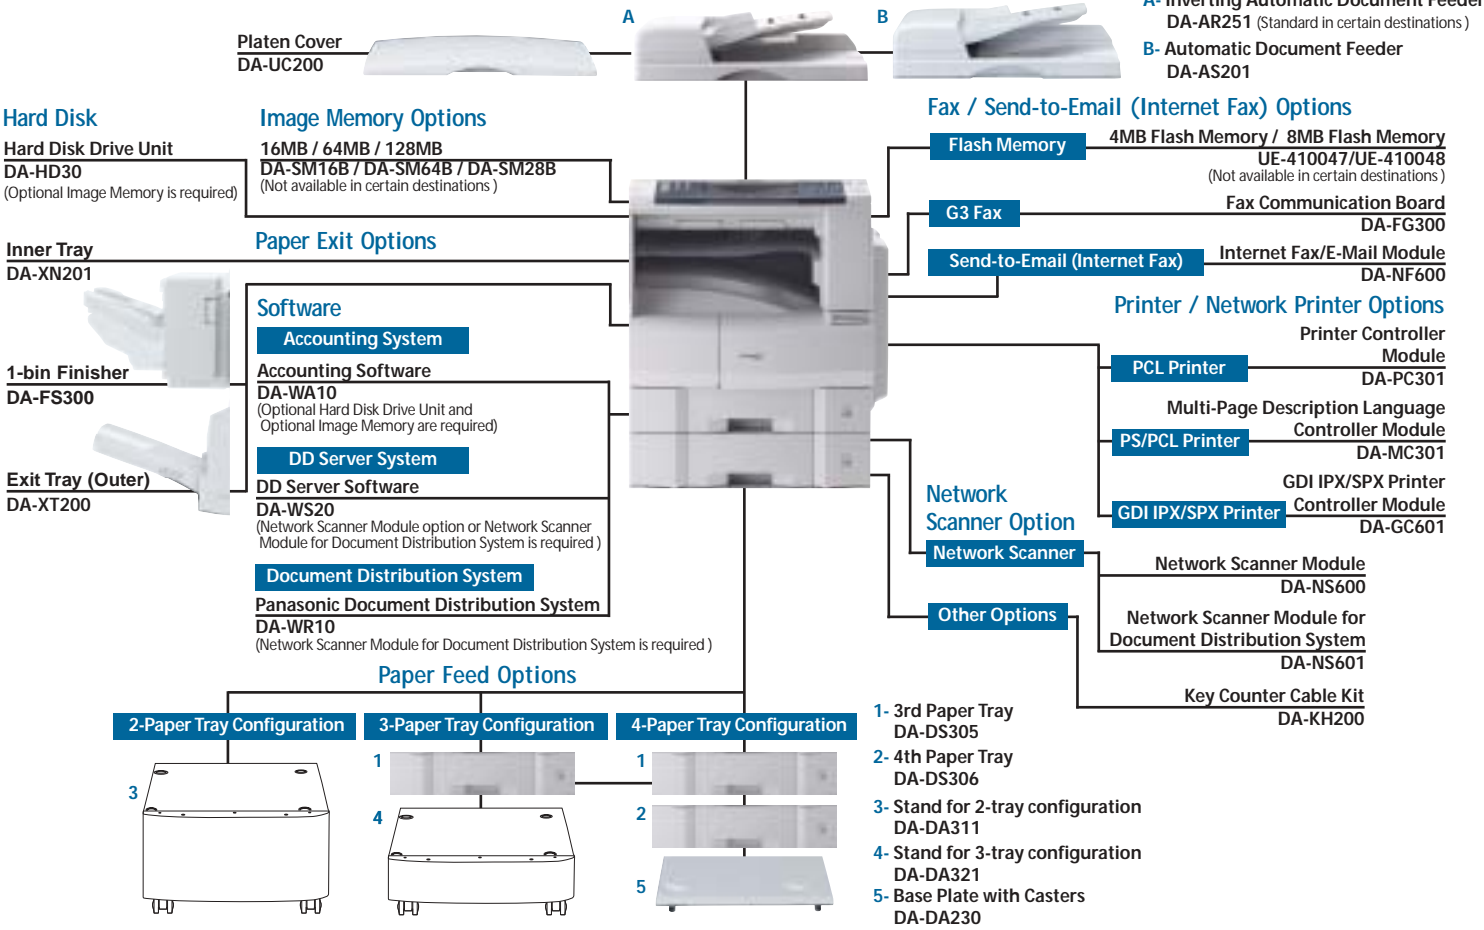 A- Inverting Automatic Document Feeder
DA-AR251 (Standard in certain destinations)
B- Automatic Document Feeder
DA-AS201
A
B
Platen Cover
DA-UC200
Hard Disk
Hard Disk Drive Unit
DA-HD30
(Optional Image Memory is required)
Image Memory Options
16MB / 64MB / 128MB
DA-SM16B / DA-SM64B / DA-SM28B
(Not available in certain destinations)
Fax / Send-to-Email (Internet Fax) Options
Flash Memory
4MB Flash Memory / 8MB Flash Memory
UE-410047/UE-410048
(Not available in certain destinations)
G3 Fax
Fax Communication Board
DA-FG300
Send-to-Email (Internet Fax)
Internet Fax/E-Mail Module
DA-NF600
Paper Exit Options
Inner Tray
DA-XN201
1-bin Finisher
DA-FS300
Exit Tray (Outer)
DA-XT200
Software
Accounting System
Accounting Software
DA-WA10
(Optional Hard Disk Drive Unit and
Optional Image Memory are required)
DD Server System
DD Server Software
DA-WS20
(Network Scanner Module option or Network Scanner
Module for Document Distribution System is required)
Document Distribution System
Panasonic Document Distribution System
DA-WR10
(Network Scanner Module for Document Distribution System is required)
Printer / Network Printer Options
PCL Printer
Printer Controller
Module
DA-PC301
PS/PCL Printer
Multi-Page Description Language
Controller Module
DA-MC301
GDI IPX/SPX Printer
GDI IPX/SPX Printer
Controller Module
DA-GC601
Network
Scanner Option
Network Scanner
Network Scanner Module
DA-NS600
Network Scanner Module for
Document Distribution System
DA-NS601
Other Options
Key Counter Cable Kit
DA-KH200
Paper Feed Options
2-Paper Tray Configuration
3-Paper Tray Configuration
4-Paper Tray Configuration
3
1
4
1
2
5
1- 3rd Paper Tray
DA-DS305
2- 4th Paper Tray
DA-DS306
3- Stand for 2-tray configuration
DA-DA311
4- Stand for 3-tray configuration
DA-DA321
5- Base Plate with Casters
DA-DA230